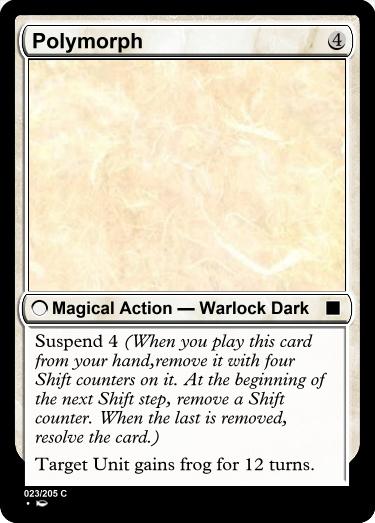 Polymorph
4
Magical Action — Warlock Dark
Suspend 4 (When you play this card
from your hand,remove it with four
Shift counters on it. At the beginning of
the next Shift step, remove a Shift
counter. When the last is removed,
resolve the card.)
Target Unit gains frog for 12 turns.
023/205 C